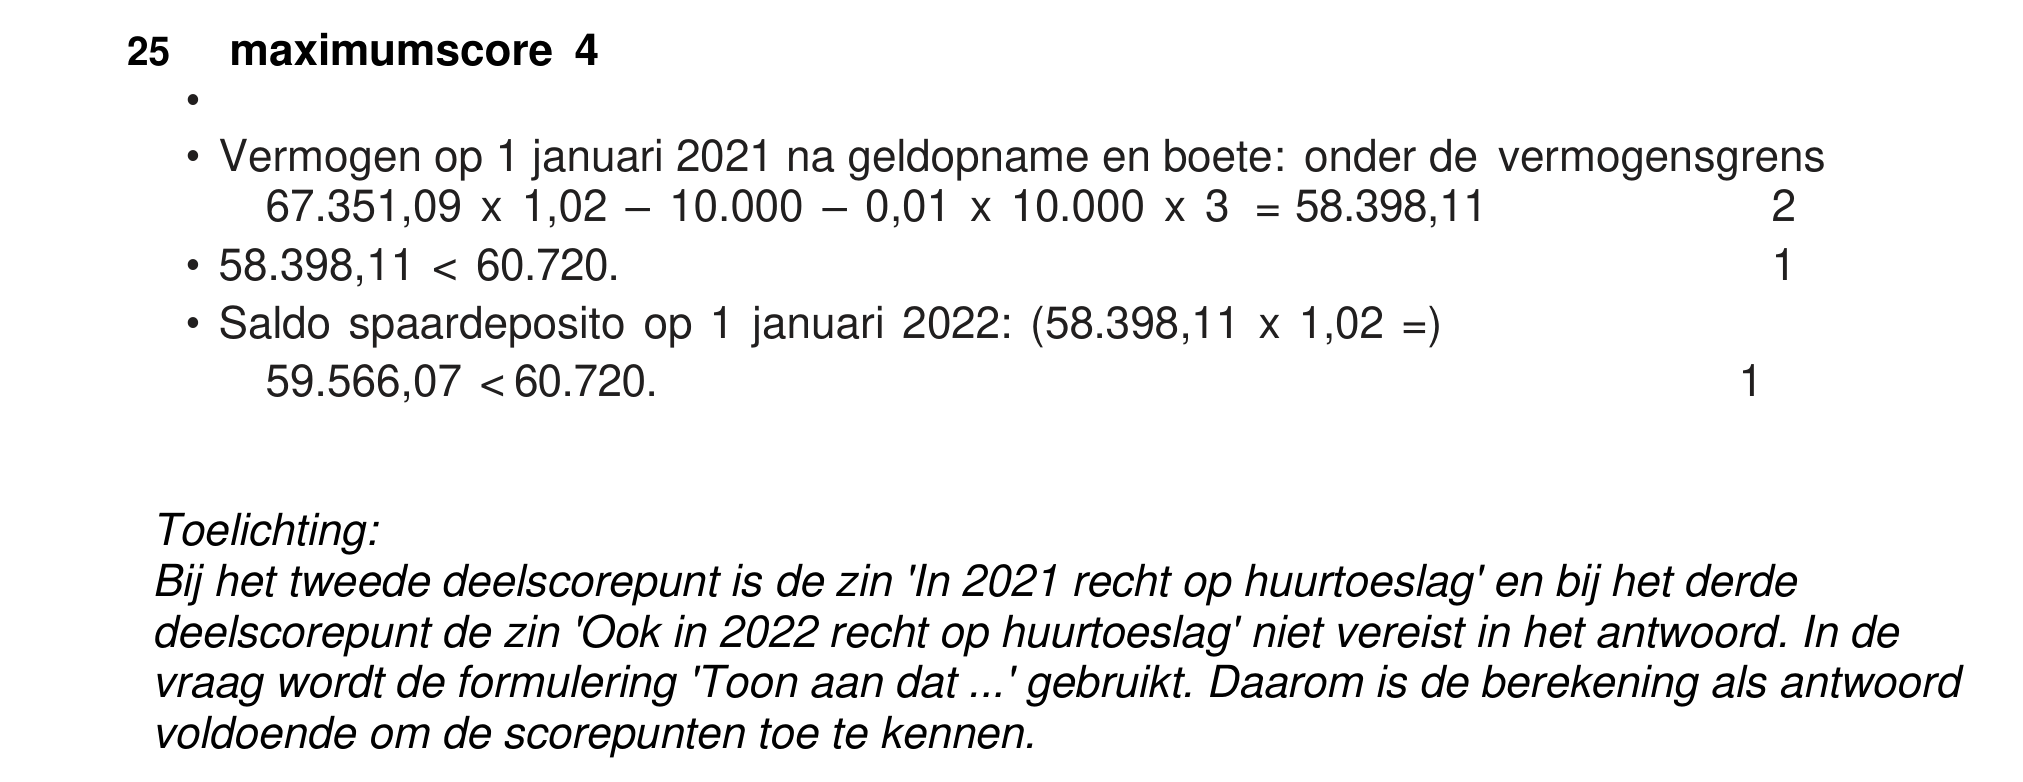 25 maximumscore 4
•
• Vermogen op 1 januari 2021 na geldopname en boete: onder de vermogensgrens
67.351,09 x 1,02 – 10.000 – 0,01 x 10.000 x 3 = 58.398,11 2
• 58.398,11 < 60.720. 1
• Saldo spaardeposito op 1 januari 2022: (58.398,11 x 1,02 =)
59.566,07 < 60.720. 1
Toelichting:
Bij het tweede deelscorepunt is de zin 'In 2021 recht op huurtoeslag' en bij het derde
deelscorepunt de zin 'Ook in 2022 recht op huurtoeslag' niet vereist in het antwoord. In de
vraag wordt de formulering 'Toon aan dat ...' gebruikt. Daarom is de berekening als antwoord
voldoende om de scorepunten toe te kennen.